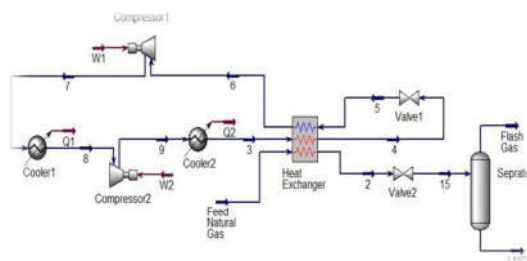 Compressor1
W1
7
6
5
Valve1
Flash
Gas
Q1
Q2
8
9
3
4
Cooler1
Cooler2
Compressor2
W2
Feed
Natural
Gas
Heat
Exchanger
2
Valve2
15
Seprato